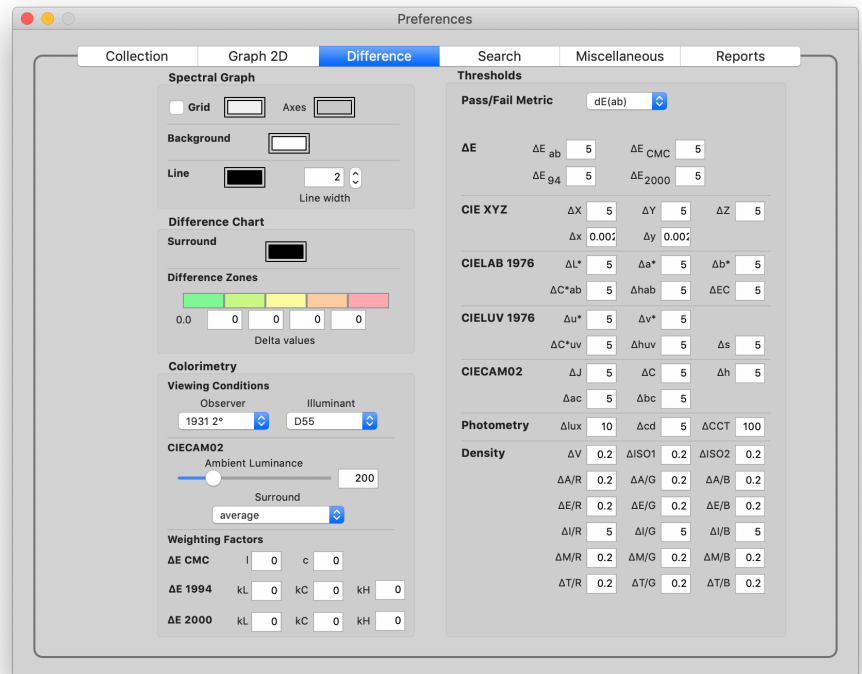 Preferences
Collection Graph 2D Difference Search Miscellaneous Reports
Spectral Graph
Grid Axes
Background
Line 2
Line width
Difference Chart
Surround
Difference Zones
0.0 0 0 0 0
Delta values
Colorimetry
Viewing Conditions
Observer Illuminant
1931 2° D55
CIECAM02
Ambient Luminance
200
Surround
average
Weighting Factors
ΔE CMC l 0 c 0
ΔE 1994 kL 0 kC 0 kH 0
ΔE 2000 kL 0 kC 0 kH 0
Thresholds
Pass/Fail Metric dE(ab)
ΔE ΔE ab 5 ΔE CMC 5
ΔE 94 5 ΔE 2000 5
CIE XYZ ΔX 5 ΔY 5 ΔZ 5
Δx 0.002 Δy 0.002
CIELAB 1976 ΔL* 5 Δa* 5 Δb* 5
ΔC*ab 5 Δhab 5 ΔEC 5
CIELUV 1976 Δu* 5 Δv* 5
ΔC*uv 5 Δhuv 5 Δs 5
CIECAM02 ΔJ 5 ΔC 5 Δh 5
Δac 5 Δbc 5
Photometry Δlux 10 Δcd 5 ΔCCT 100
Density ΔV 0.2 ΔISO1 0.2 ΔISO2 0.2
ΔA/R 0.2 ΔA/G 0.2 ΔA/B 0.2
ΔE/R 0.2 ΔE/G 0.2 ΔE/B 0.2
ΔI/R 5 ΔI/G 5 ΔI/B 5
ΔM/R 0.2 ΔM/G 0.2 ΔM/B 0.2
ΔT/R 0.2 ΔT/G 0.2 ΔT/B 0.2